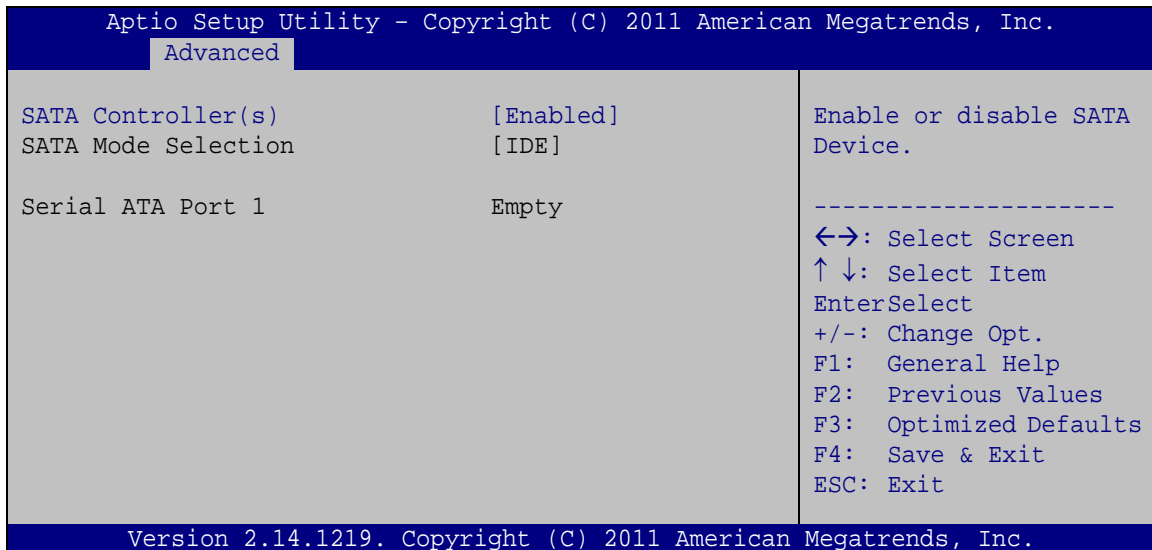 Aptio Setup Utility – Copyright (C) 2011 American Megatrends, Inc.
Advanced
SATA Controller(s) [Enabled]
SATA Mode Selection [IDE]
Serial ATA Port 1 Empty
Enable or disable SATA
Device.
---------------------
←→: Select Screen
↑ ↓: Select Item
EnterSelect
+/-: Change Opt.
F1: General Help
F2: Previous Values
F3: Optimized Defaults
F4: Save & Exit
ESC: Exit
Version 2.14.1219. Copyright (C) 2011 American Megatrends, Inc.